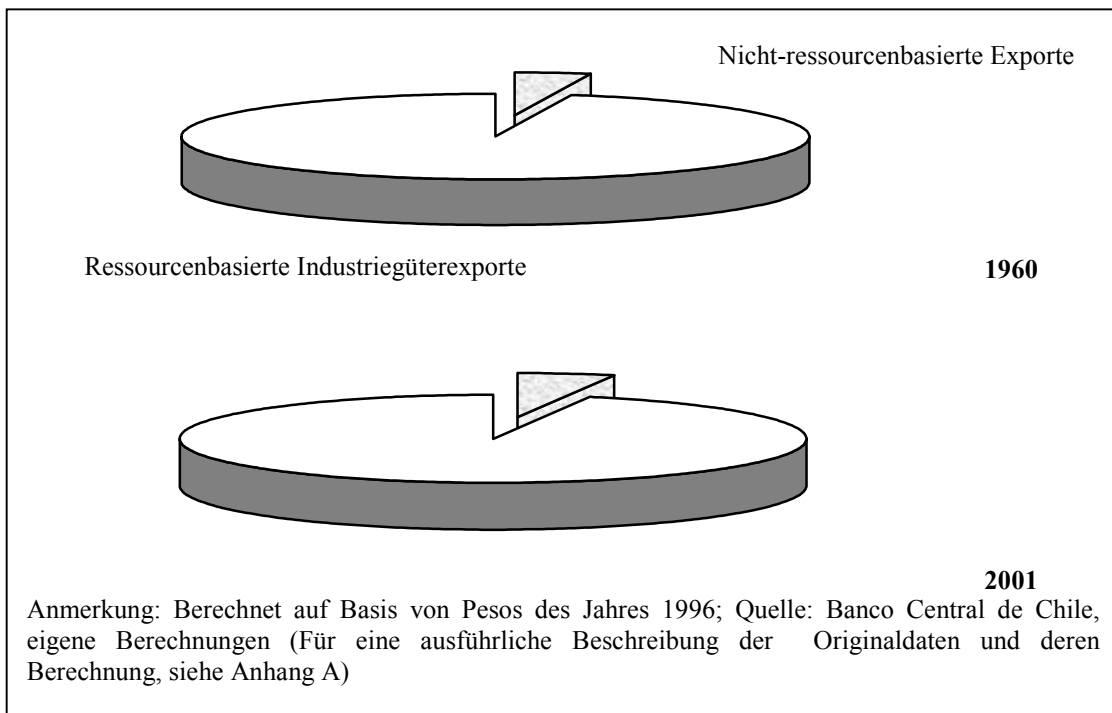 Nicht-ressourcenbasierte Exporte
Ressourcenbasierte Industriegüterexporte
1960
2001
Anmerkung: Berechnet auf Basis von Pesos des Jahres 1996; Quelle: Banco Central de Chile,
eigene Berechnungen (Für eine ausführliche Beschreibung der Originaldaten und deren
Berechnung, siehe Anhang A)